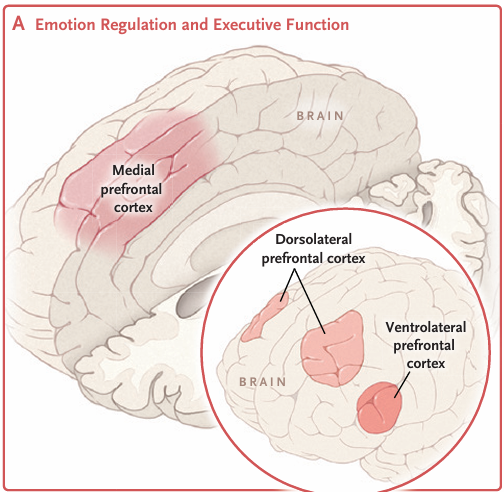 A Emotion Regulation and Executive Function
BRAIN
Medial
prefrontal
cortex
Dorsolateral
prefrontal cortex
Ventrolateral
prefrontal
cortex
BRAIN